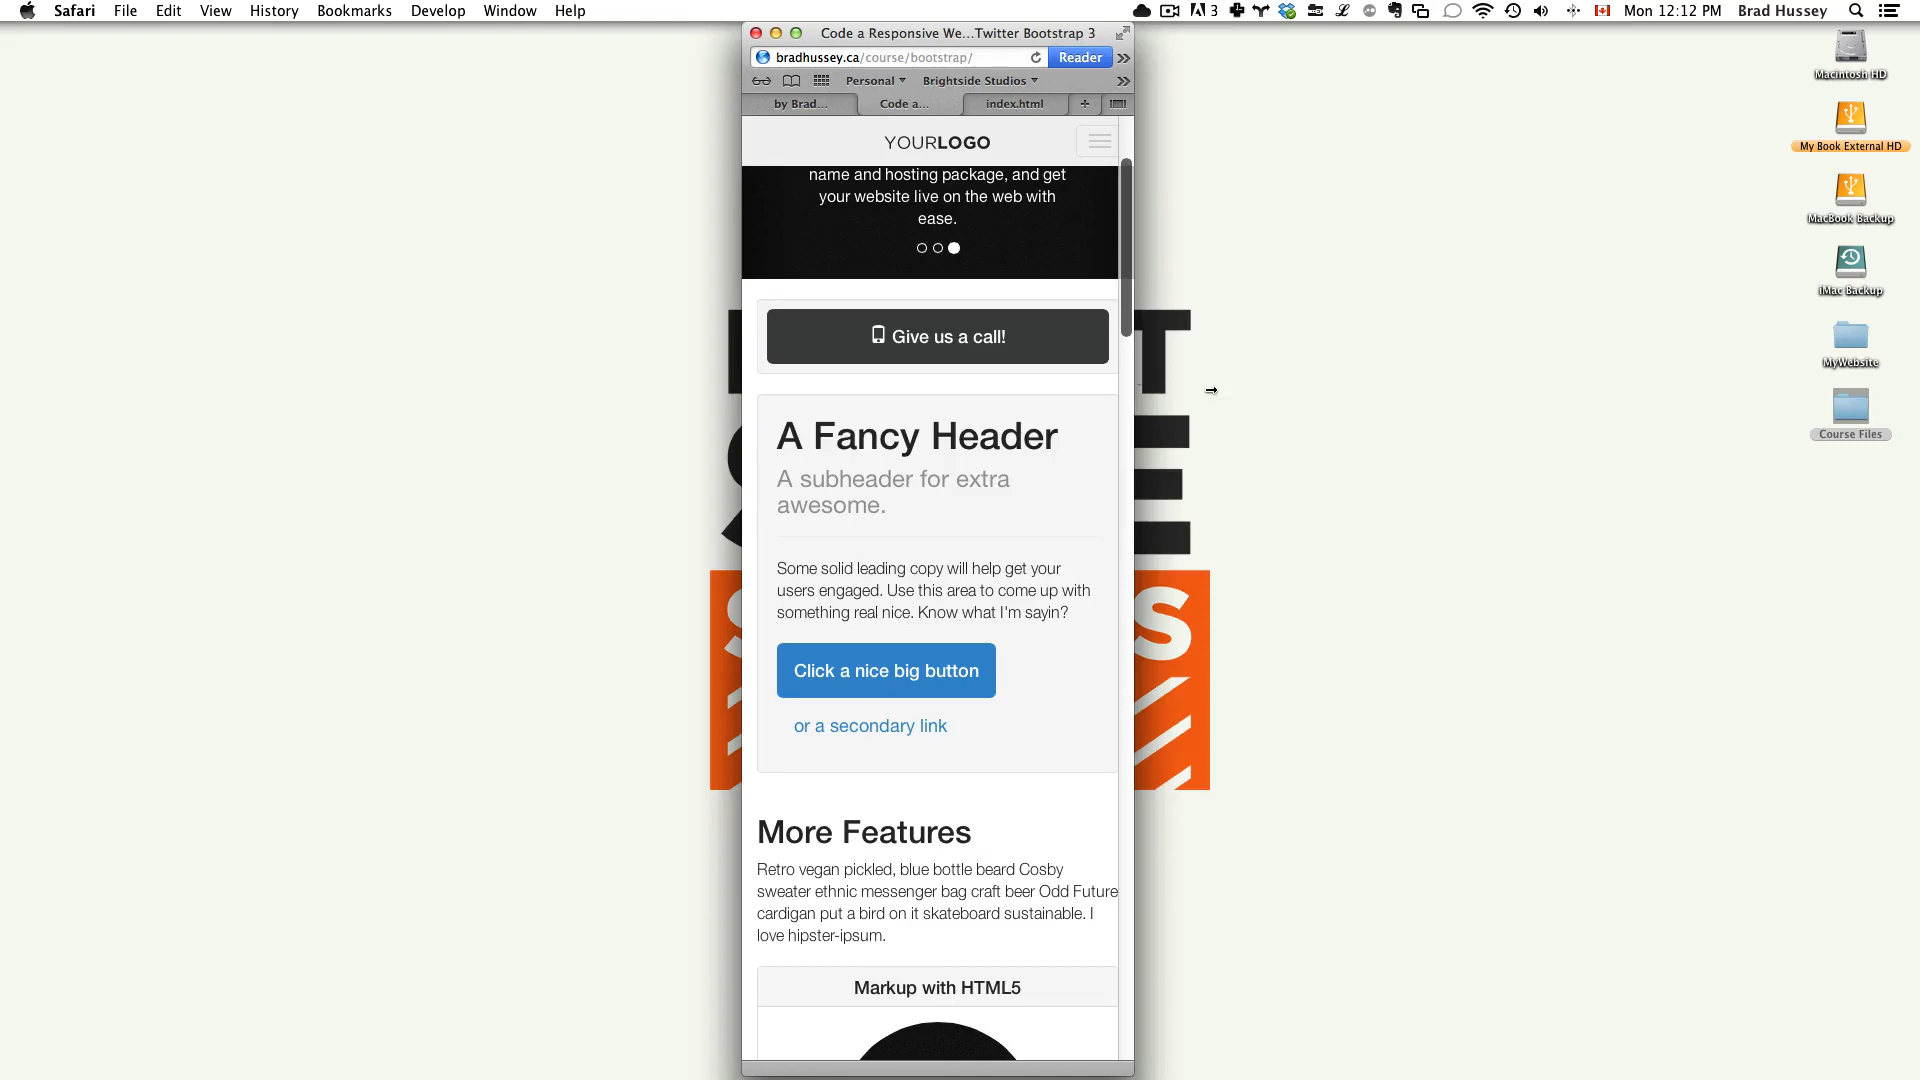 Safari File Edit View History Bookmarks Develop Window Help
3
Mon 12:12 PM Brad Hussey
Code a Responsive We...Twitter Bootstrap 3
bradhussey.ca/course/bootstrap/
Reader
Personal
Brightside Studios
by Brad...
Code a...
index.html
YOURLOGO
name and hosting package, and get
your website live on the web with
ease.
Give us a call!
A Fancy Header
A subheader for extra
awesome.
Some solid leading copy will help get your
users engaged. Use this area to come up with
something real nice. Know what I'm sayin?
Click a nice big button
or a secondary link
More Features
Retro vegan pickled, blue bottle beard Cosby
sweater ethnic messenger bag craft beer Odd Future
cardigan put a bird on it skateboard sustainable. I
love hipster-ipsum.
Markup with HTML5
Macintosh HD
My Book External HD
MacBook Backup
iMac Backup
MyWebsite
Course Files